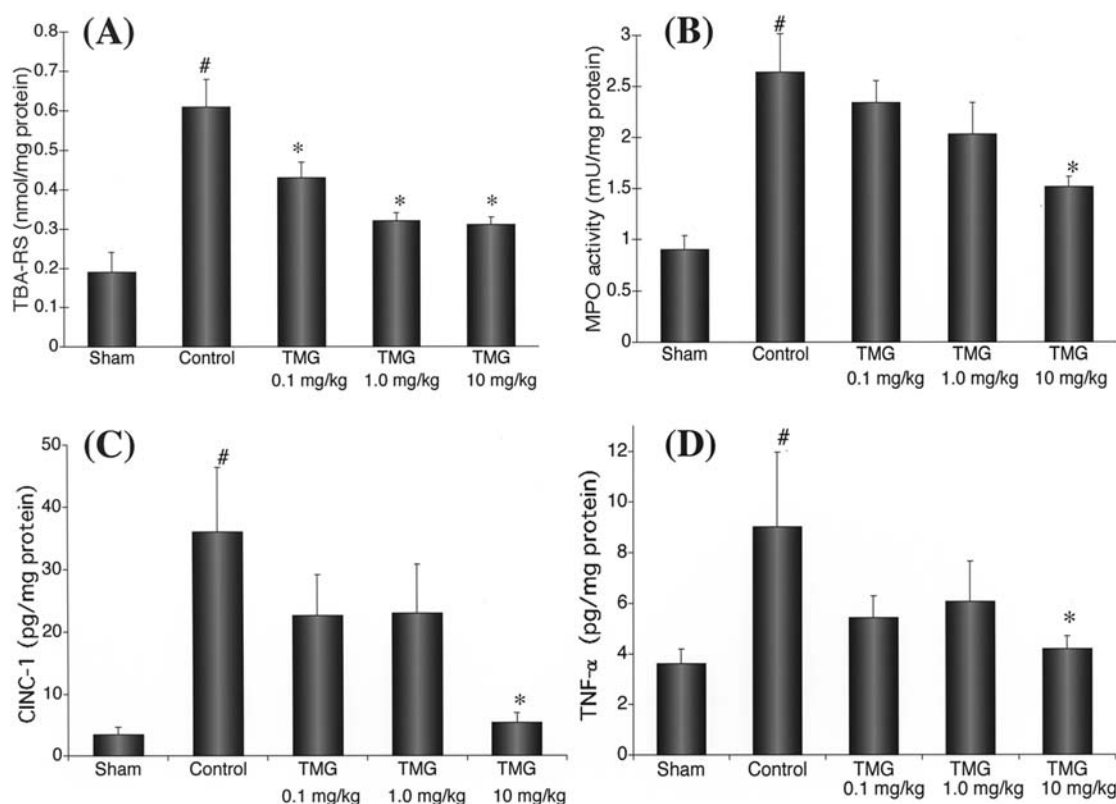 (A)
TBA-RS (nmol/mg protein)
0.8
0.7
0.6
0.5
0.4
0.3
0.2
0.1
0
#
*
*
*
Sham Control TMG TMG TMG
0.1 mg/kg 1.0 mg/kg 10 mg/kg
(B)
MPO activity (mU/mg protein)
3
2.5
2
1.5
1
0.5
0
#
*
Sham Control TMG TMG TMG
0.1 mg/kg 1.0 mg/kg 10 mg/kg
(C)
CINC-1 (pg/mg protein)
50
40
30
20
10
0
#
*
Sham Control TMG TMG TMG
0.1 mg/kg 1.0 mg/kg 10 mg/kg
(D)
TNF-α (pg/mg protein)
12
10
8
6
4
2
0
#
*
Sham Control TMG TMG TMG
0.1 mg/kg 1.0 mg/kg 10 mg/kg